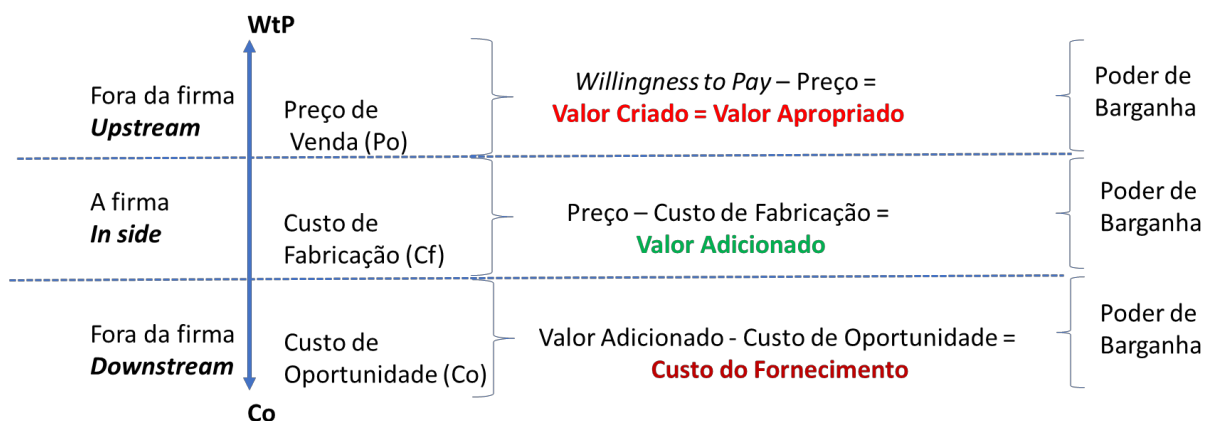 WtP
Fora da firma
Upstream
Preço de
Venda (Po)
Willingness to Pay – Preço =
Valor Criado = Valor Apropriado
Poder de
Barganha
A firma
In side
Custo de
Fabricação (Cf)
Preço – Custo de Fabricação =
Valor Adicionado
Poder de
Barganha
Fora da firma
Downstream
Custo de
Oportunidade (Co)
Valor Adicionado - Custo de Oportunidade =
Custo do Fornecimento
Poder de
Barganha
Co